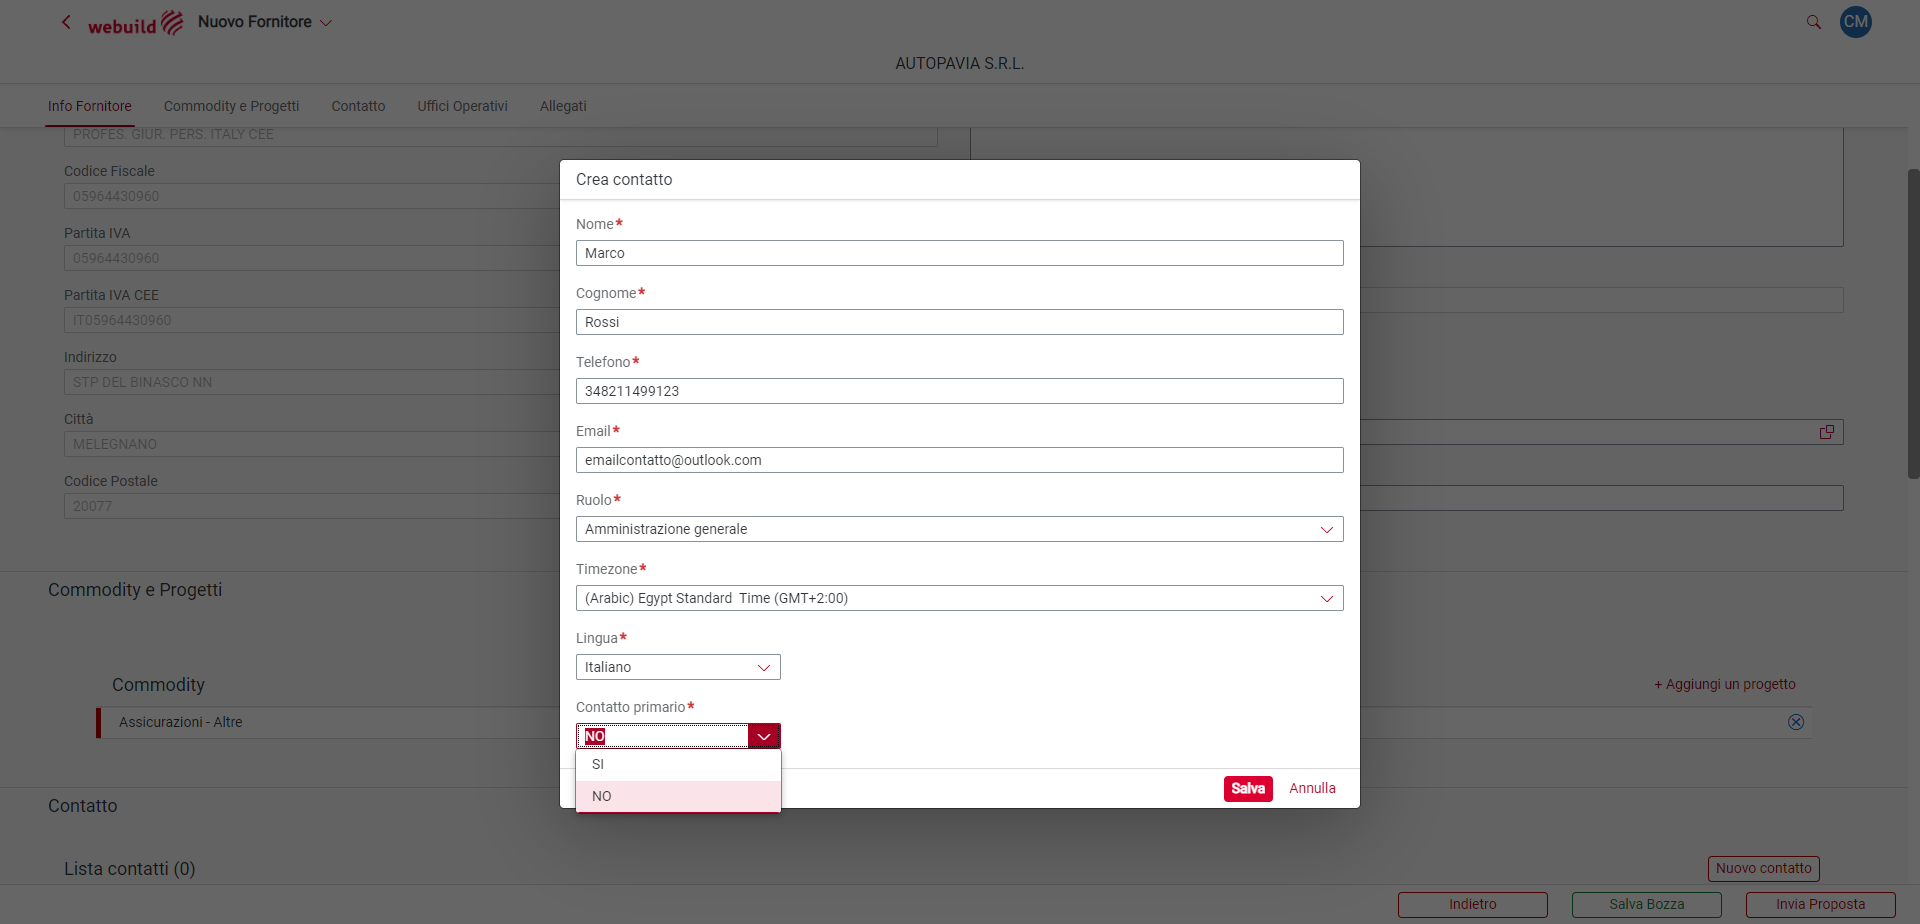 webuild
Nuovo Fornitore
CM
AUTOPAVIA S.R.L.
Info Fornitore
Commodity e Progetti
Contatto
Uffici Operativi
Allegati
PROFES. GIUR. PERS. ITALY CEE
Codice Fiscale
05964430960
Partita IVA
05964430960
Partita IVA CEE
IT05964430960
Indirizzo
STP DEL BINASCO NN
Città
MELEGNANO
Codice Postale
20077
Commodity e Progetti
Commodity
+ Aggiungi un progetto
Assicurazioni - Altre
Contatto
Lista contatti (0)
Nuovo contatto
Indietro
Salva Bozza
Invia Proposta
Crea contatto
Nome*
Marco
Cognome*
Rossi
Telefono*
348211499123
Email*
emailcontatto@outlook.com
Ruolo*
Amministrazione generale
Timezone*
(Arabic) Egypt Standard  Time (GMT+2:00)
Lingua*
Italiano
Contatto primario*
NO
SI
NO
Salva
Annulla